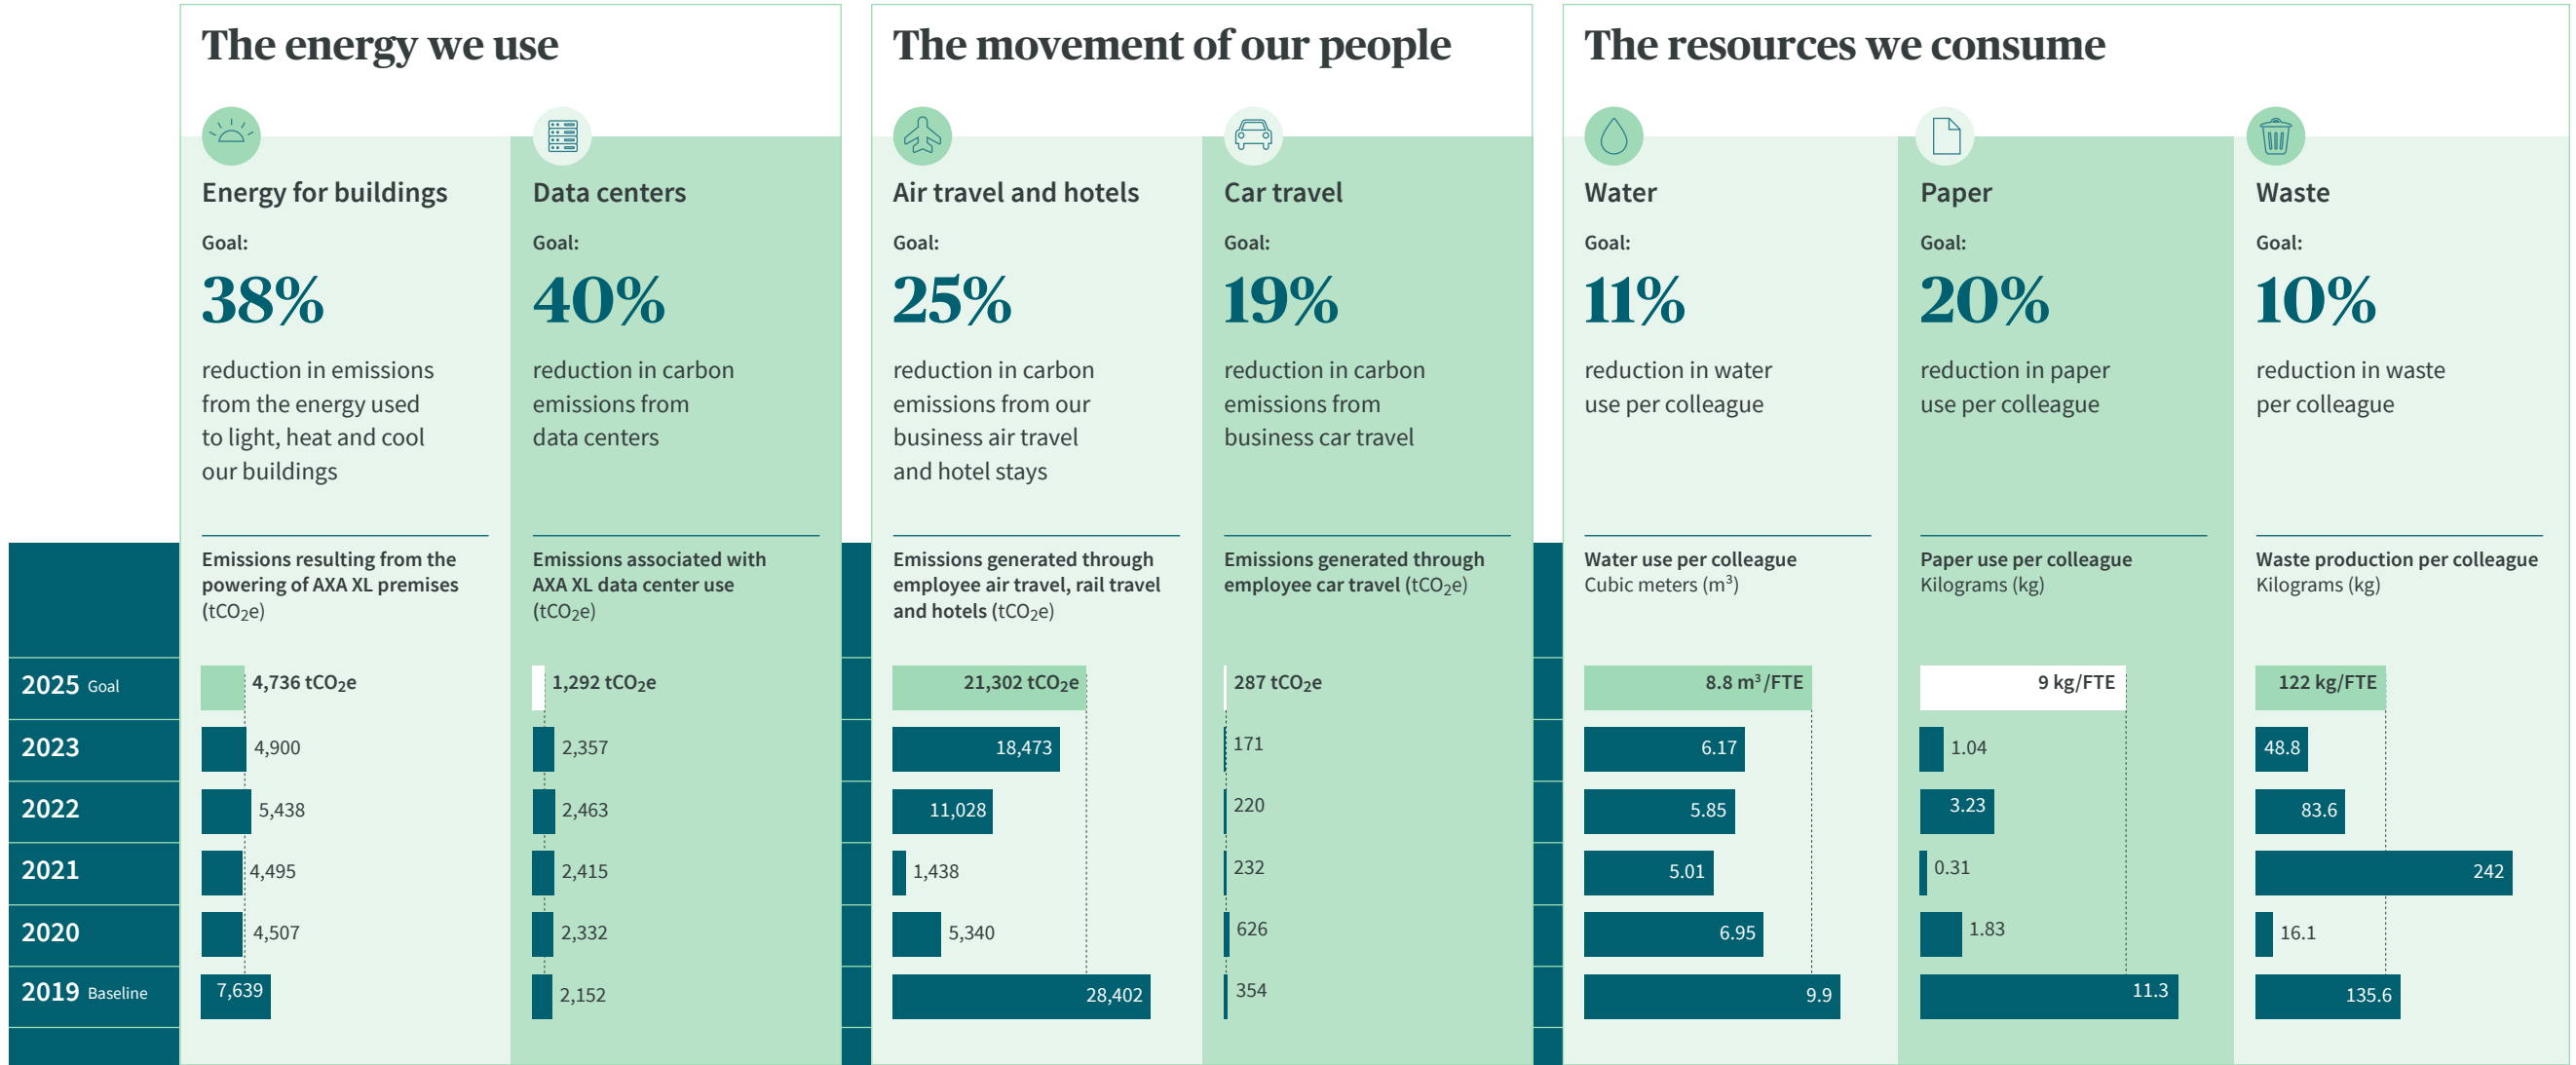 The energy we use
Energy for buildings
Goal:
38%
reduction in emissions
from the energy used
to light, heat and cool
our buildings
Data centers
Goal:
40%
reduction in carbon
emissions from
data centers
The movement of our people
Air travel and hotels
Goal:
25%
reduction in carbon
emissions from our
business air travel
and hotel stays
Car travel
Goal:
19%
reduction in carbon
emissions from
business car travel
The resources we consume
Water
Goal:
11%
reduction in water
use per colleague
Paper
Goal:
20%
reduction in paper
use per colleague
Waste
Goal:
10%
reduction in waste
per colleague
Emissions resulting from the
powering of AXA XL premises
(tCO₂e)
Emissions associated with
AXA XL data center use
(tCO₂e)
Emissions generated through
employee air travel, rail travel
and hotels (tCO₂e)
Emissions generated through
employee car travel (tCO₂e)
Water use per colleague
Cubic meters (m³)
Paper use per colleague
Kilograms (kg)
Waste production per colleague
Kilograms (kg)
2025 Goal 4,736 tCO₂e 1,292 tCO₂e 21,302 tCO₂e 287 tCO₂e 8.8 m³/FTE 9 kg/FTE 122 kg/FTE
2023 4,900 2,357 18,473 171 6.17 1.04 48.8
2022 5,438 2,463 11,028 220 5.85 3.23 83.6
2021 4,495 2,415 1,438 232 5.01 0.31 242
2020 4,507 2,332 5,340 626 6.95 1.83 16.1
2019 Baseline 7,639 2,152 28,402 354 9.9 11.3 135.6